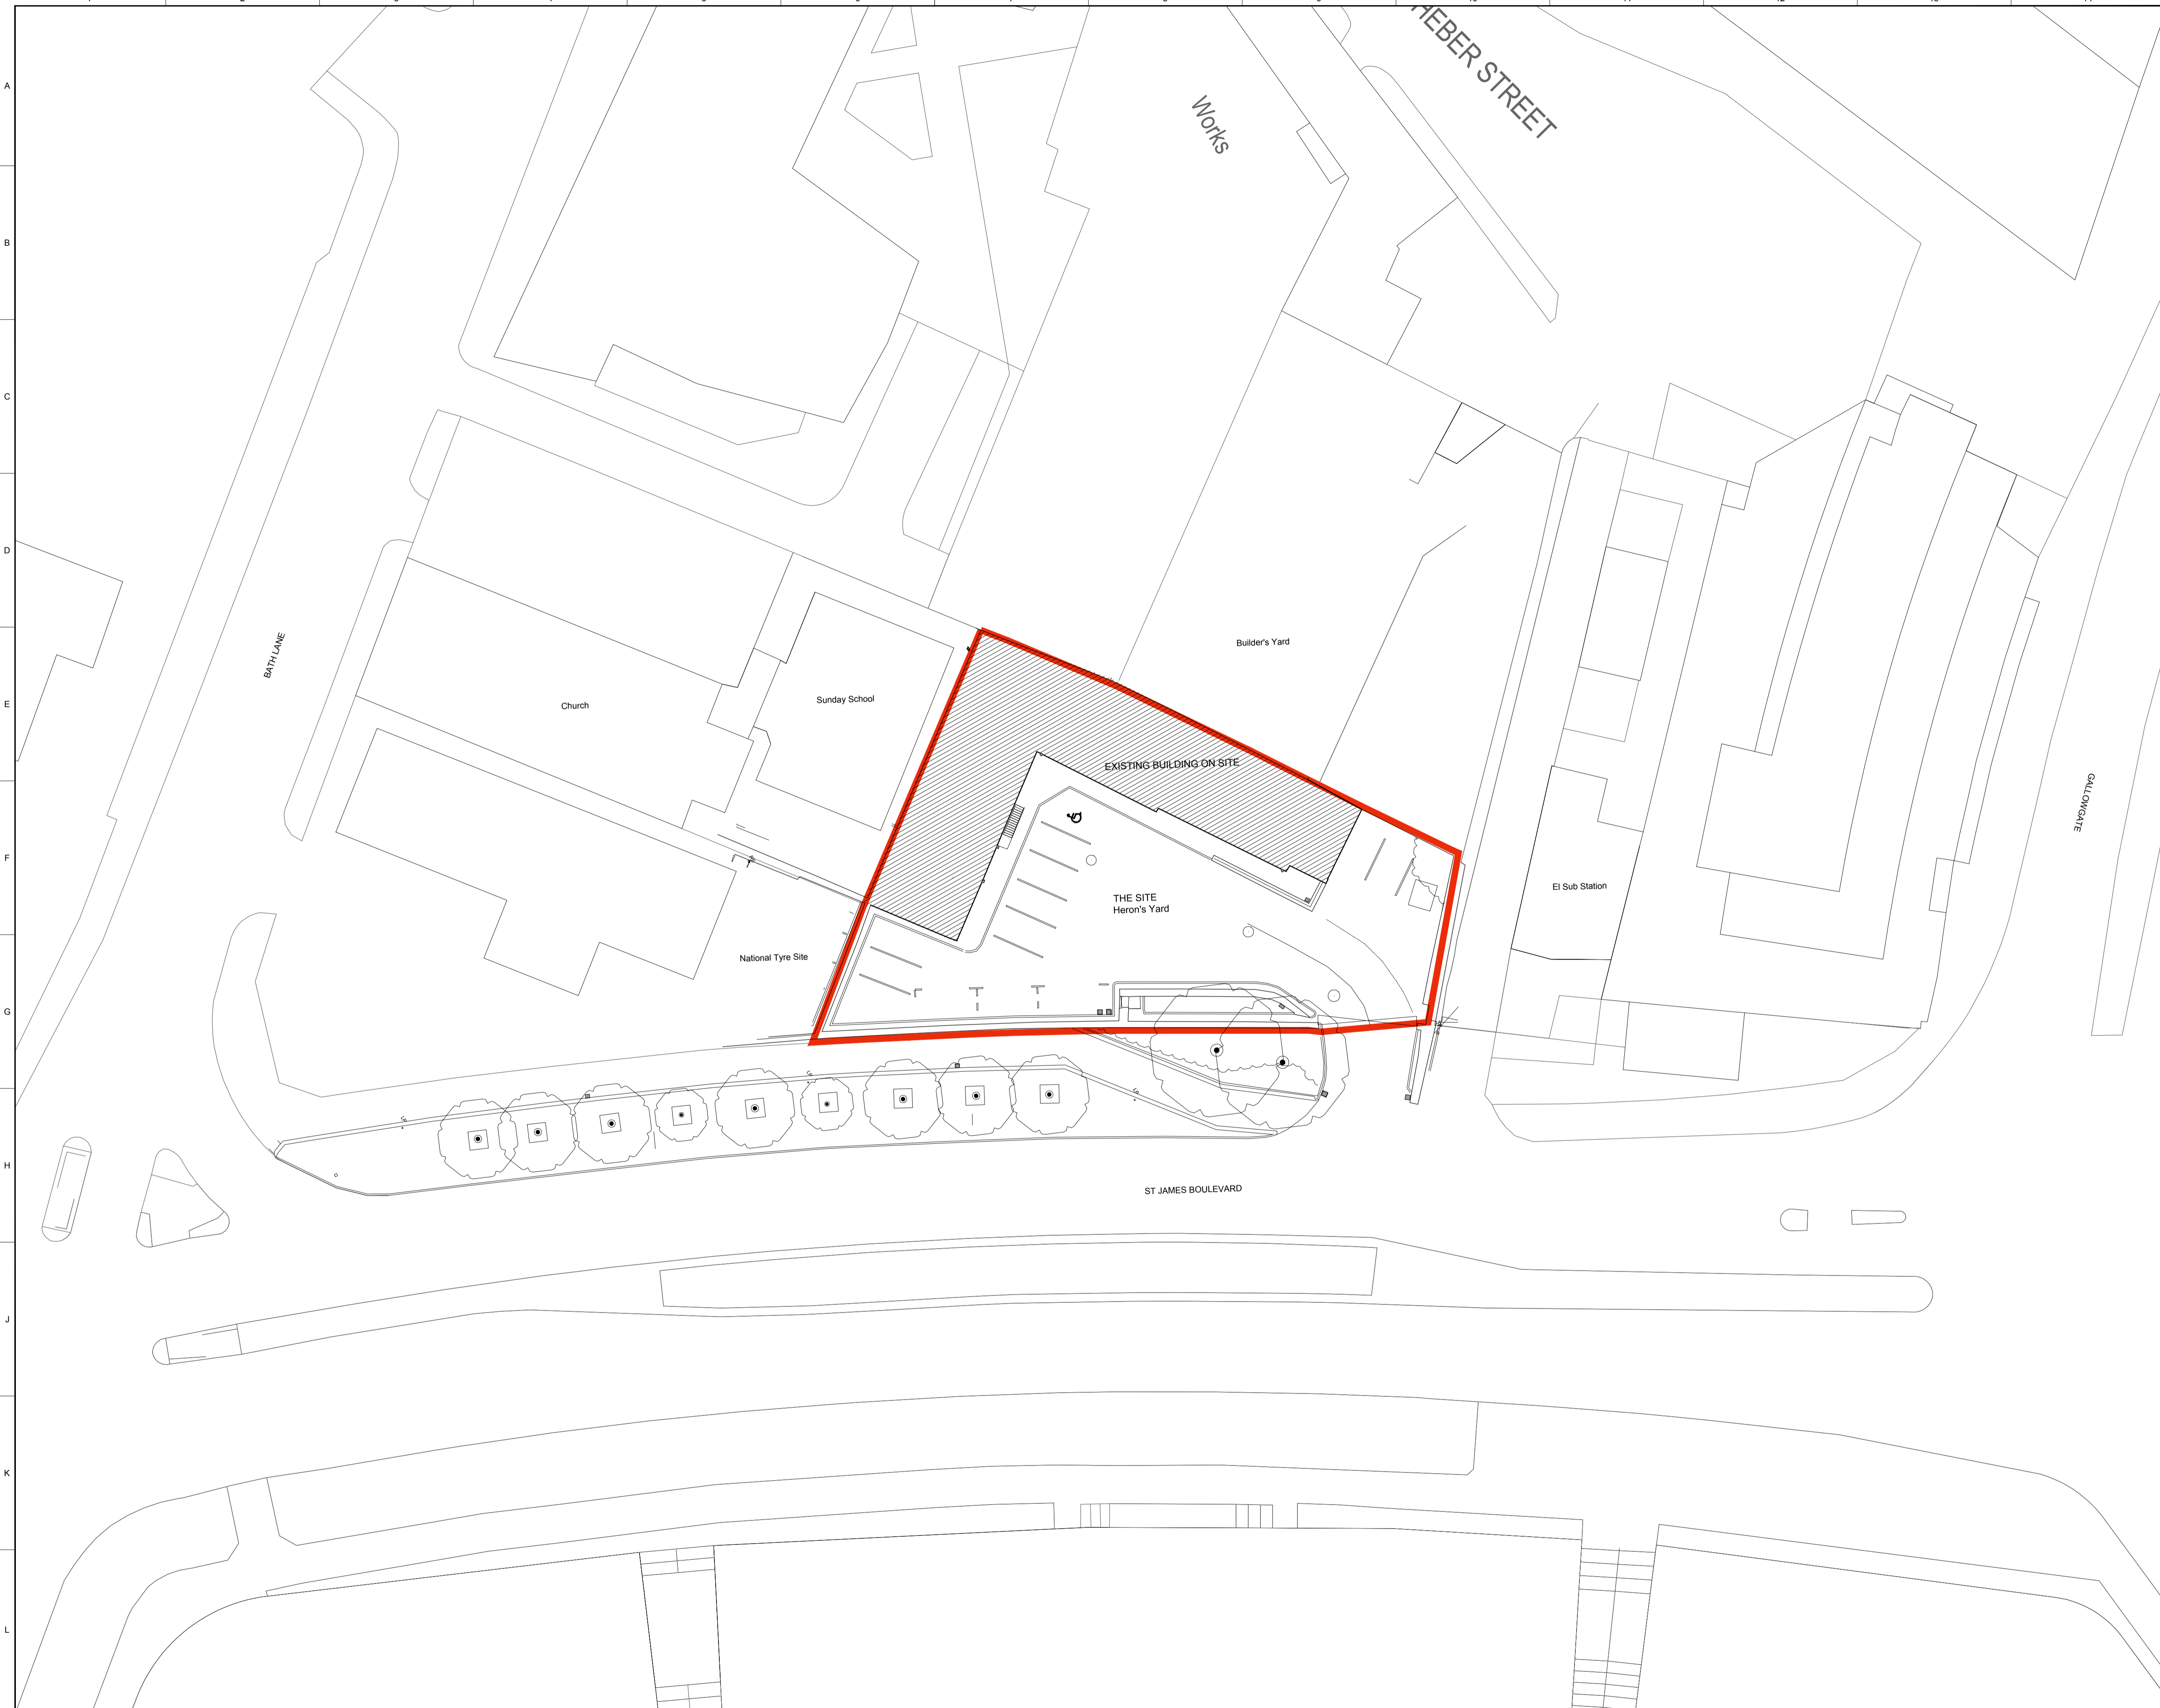 HEBER STREET
Works
A
B
C
D
E
F
G
H
J
K
L
BATH LANE
Church
Sunday School
Builder's Yard
EXISTING BUILDING ON SITE
THE SITE
Heron's Yard
National Tyre Site
El Sub Station
GALLOWGATE
ST JAMES BOULEVARD